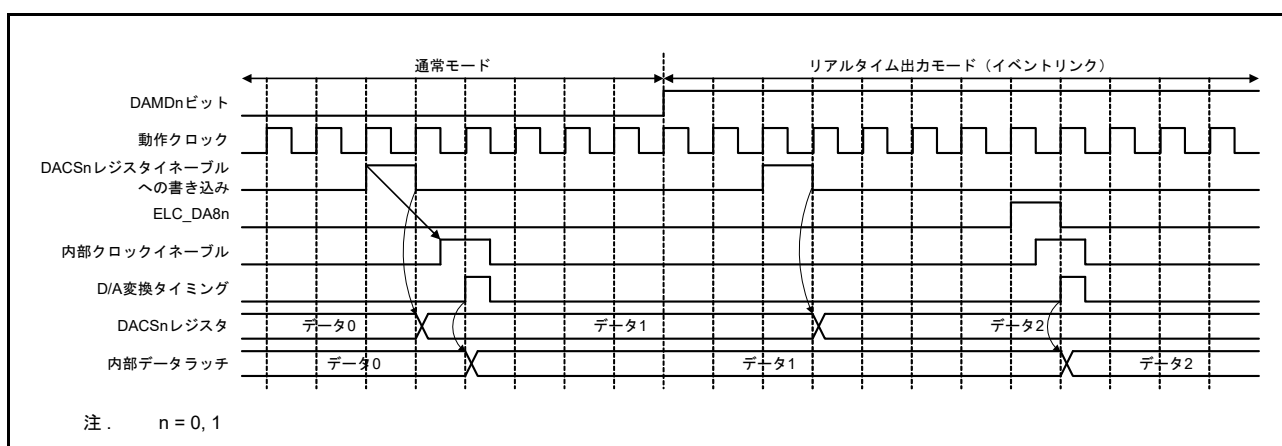 通常モード
リアルタイム出力モード（イベントリンク）
DAMDnビット
動作クロック
DACSnレジスタイネーブル
への書き込み
ELC_DA8n
内部クロックイネーブル
D/A変換タイミング
DACSnレジスタ
データ0
データ1
データ2
内部データラッチ
データ0
データ1
データ2
注． n = 0, 1